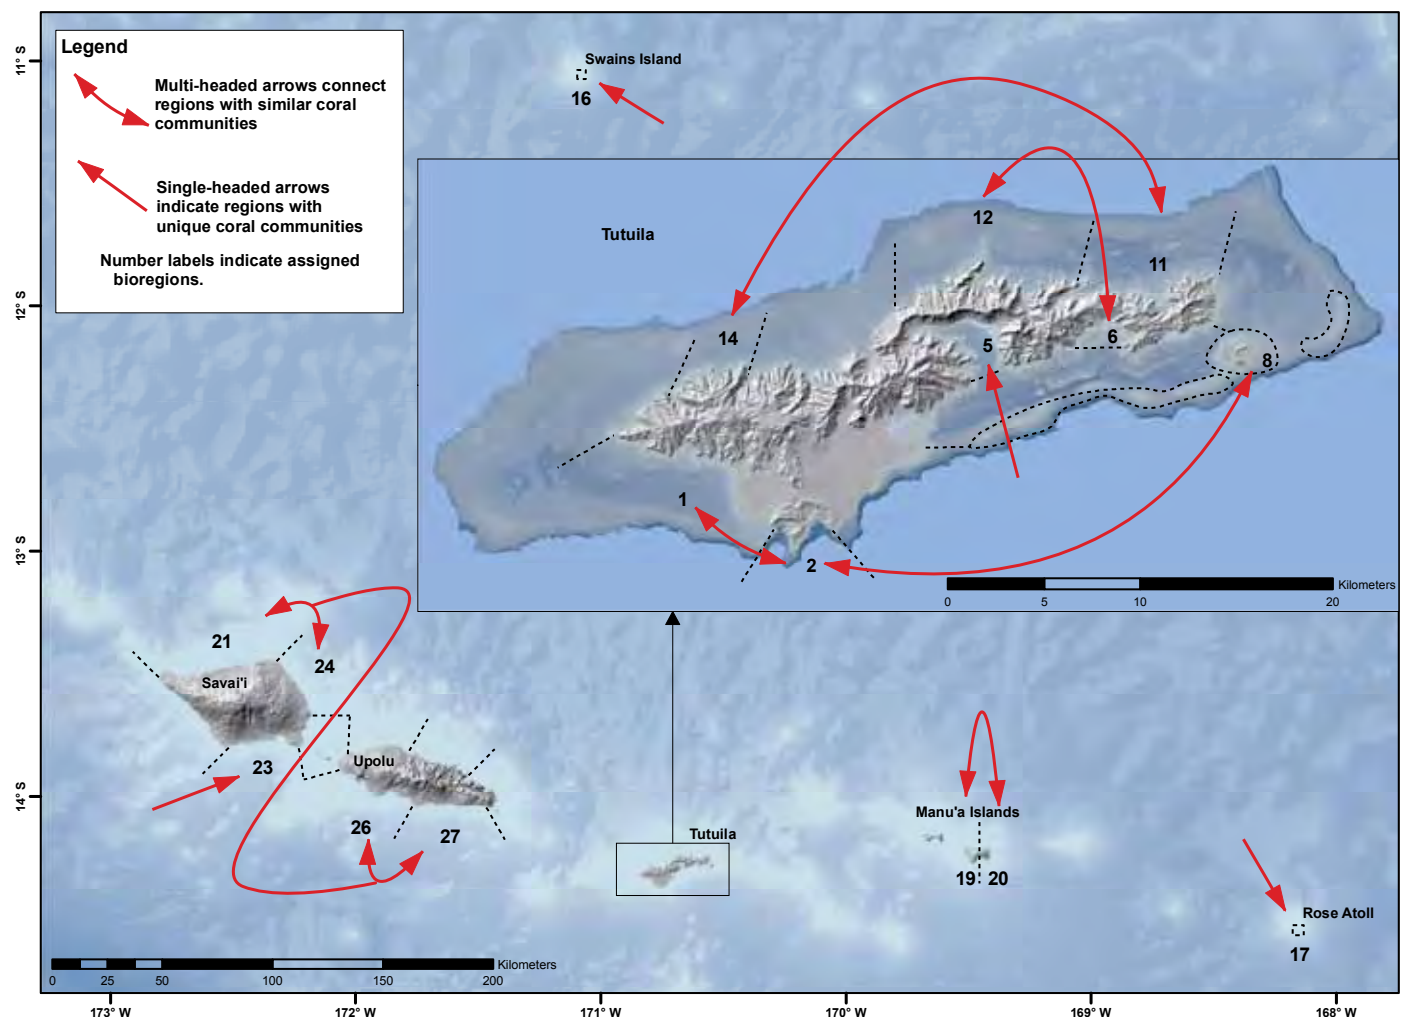 Legend
Multi-headed arrows connect
regions with similar coral
communities
Single-headed arrows
indicate regions with
unique coral communities
Number labels indicate assigned
bioregions.
Swains Island
16
Tutuila
12
11
14
5
6
8
1
2
Kilometers
0 5 10 20
21
24
Savai'i
23
Upolu
26
27
Tutuila
Manu'a Islands
19 20
Rose Atoll
17
Kilometers
0 25 50 100 150 200
11° S
12° S
13° S
14° S
173° W 172° W 171° W 170° W 169° W 168° W